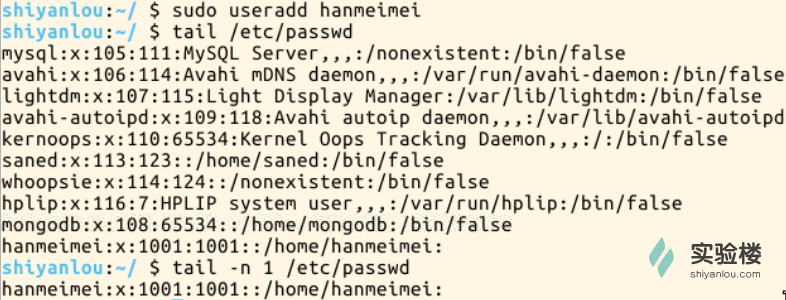 shiyanlou:~/ $ sudo useradd hanmeimei
shiyanlou:~/ $ tail /etc/passwd
mysql:x:105:111:MySQL Server,,,:/nonexistent:/bin/false
avahi:x:106:114:Avahi mDNS daemon,,,:/var/run/avahi-daemon:/bin/false
lightdm:x:107:115:Light Display Manager:/var/lib/lightdm:/bin/false
avahi-autoipd:x:109:118:Avahi autoip daemon,,,:/var/lib/avahi-autoipd
kernoops:x:110:65534:Kernel Oops Tracking Daemon,,,:/:/bin/false
saned:x:113:123::/home/saned:/bin/false
whoopsie:x:114:124::/nonexistent:/bin/false
hplip:x:116:7:HPLIP system user,,,:/var/run/hplip:/bin/false
mongodb:x:108:65534::/home/mongodb:/bin/false
hanmeimei:x:1001:1001::/home/hanmeimei:
shiyanlou:~/ $ tail -n 1 /etc/passwd
hanmeimei:x:1001:1001::/home/hanmeimei:
实验楼
shiyanlou.com